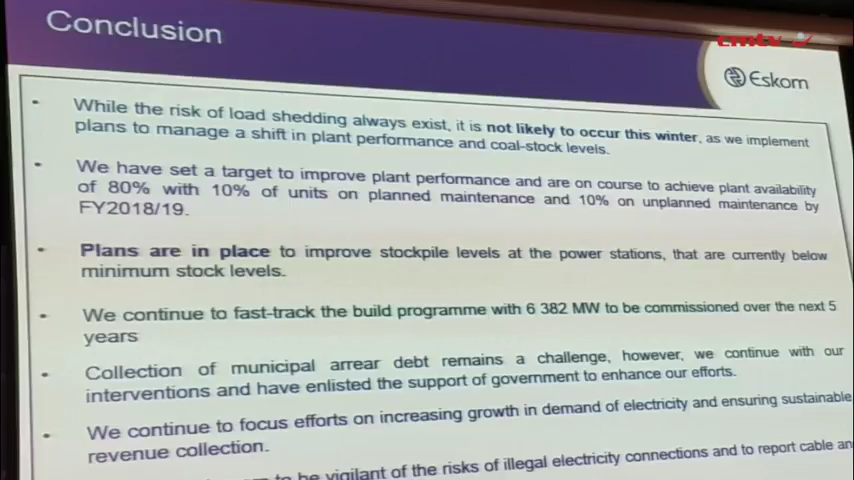 Conclusion
cmtv
Eskom
• While the risk of load shedding always exist, it is not likely to occur this winter, as we implement
plans to manage a shift in plant performance and coal-stock levels.
• We have set a target to improve plant performance and are on course to achieve plant availability
of 80% with 10% of units on planned maintenance and 10% on unplanned maintenance by
FY2018/19.
• Plans are in place to improve stockpile levels at the power stations, that are currently below
minimum stock levels.
• We continue to fast-track the build programme with 6 382 MW to be commissioned over the next 5
years
• Collection of municipal arrear debt remains a challenge, however, we continue with our
interventions and have enlisted the support of government to enhance our efforts.
• We continue to focus efforts on increasing growth in demand of electricity and ensuring sustainable
revenue collection.
to be vigilant of the risks of illegal electricity connections and to report cable an